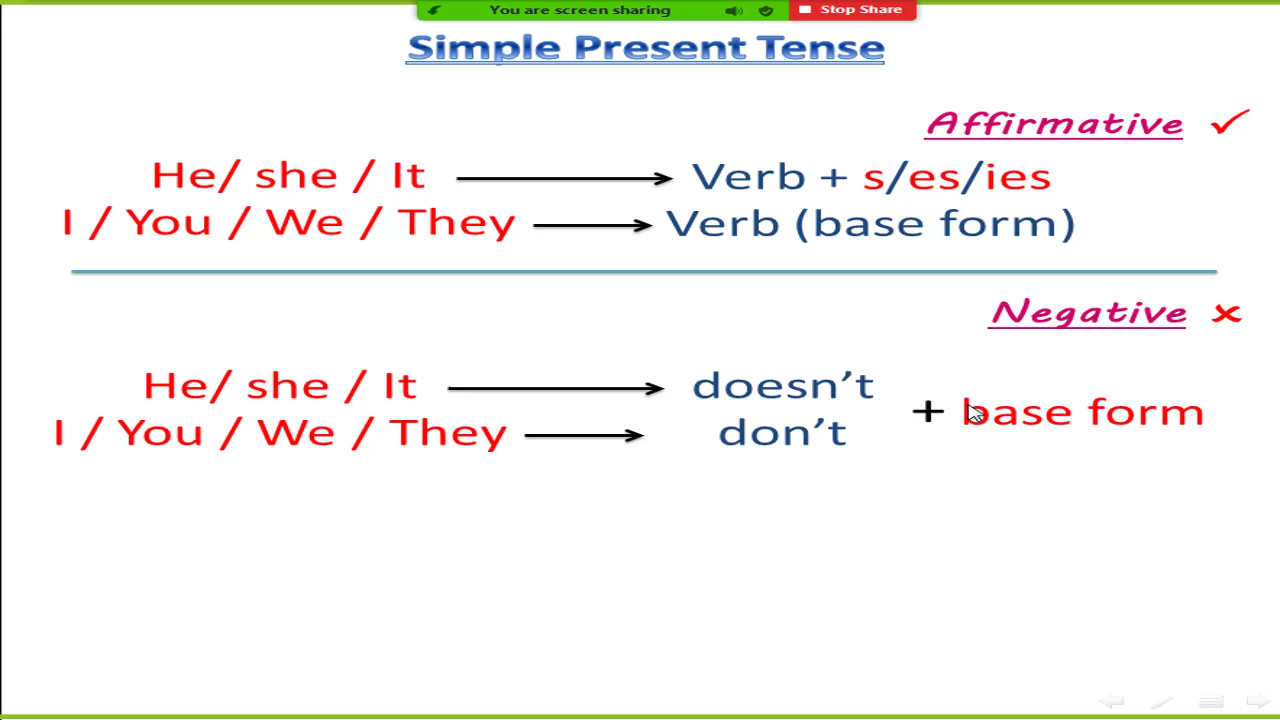 You are screen sharing Stop Share
Simple Present Tense
Affirmative ✓
He/ she / It → Verb + s/es/ies
I / You / We / They → Verb (base form)
Negative ×
He/ she / It → doesn’t
+ base form
I / You / We / They → don’t